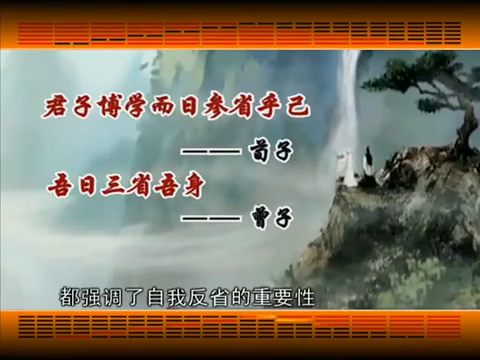 君子博学而日参省乎己
—— 荀子
吾日三省吾身
—— 曾子
都强调了自我反省的重要性